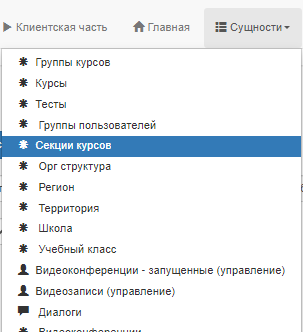 Клиентская часть Главная Сущности
Группы курсов
Курсы
Тесты
Группы пользователей
Секции курсов
Орг структура
Регион
Территория
Школа
Учебный класс
Видеоконференции - запущенные (управление)
Видеозаписи (управление)
Диалоги
Видеоконференции